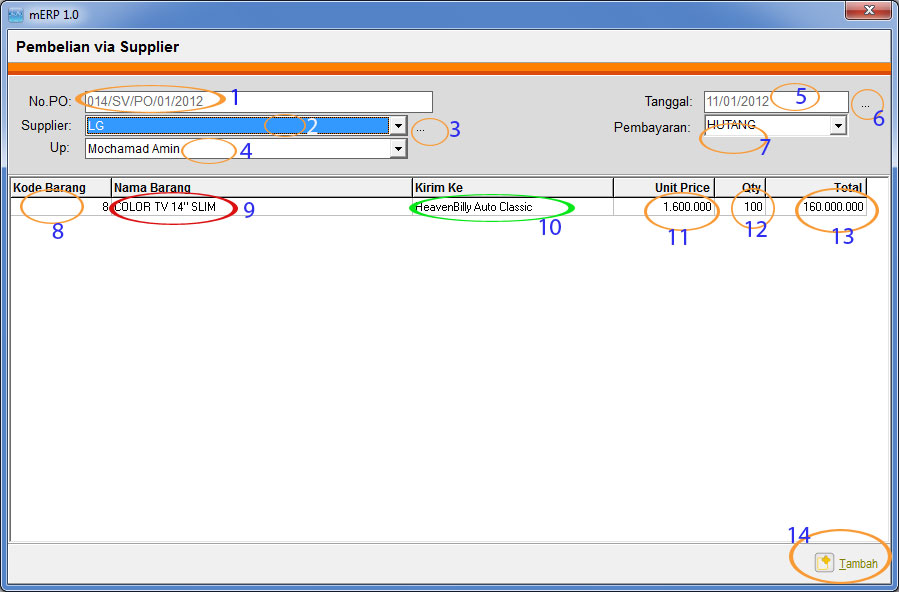 mERP 1.0
Pembelian via Supplier
No.PO: 014/SV/PO/01/2012 1 Tanggal: 11/01/2012 5 ... 6
Supplier: LG 2 ... 3 Pembayaran: HUTANG 7
Up: Mochamad Amin 4
Kode Barang Nama Barang Kirim Ke Unit Price Qty Total
8 COLOR TV 14" SLIM 9 HeavenBilly Auto Classic 1.600.000 100 160.000.000
8 10 11 12 13
14
Tambah